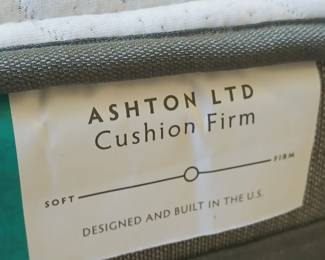 ASHTON LTD
Cushion Firm
SOFT FIRM
DESIGNED AND BUILT IN THE U.S.